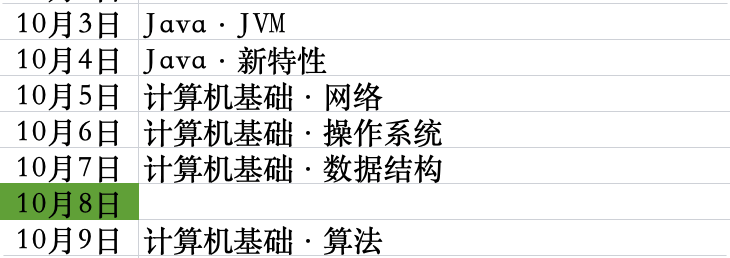 10月3日 Java · JVM
10月4日 Java · 新特性
10月5日 计算机基础 · 网络
10月6日 计算机基础 · 操作系统
10月7日 计算机基础 · 数据结构
10月8日
10月9日 计算机基础 · 算法